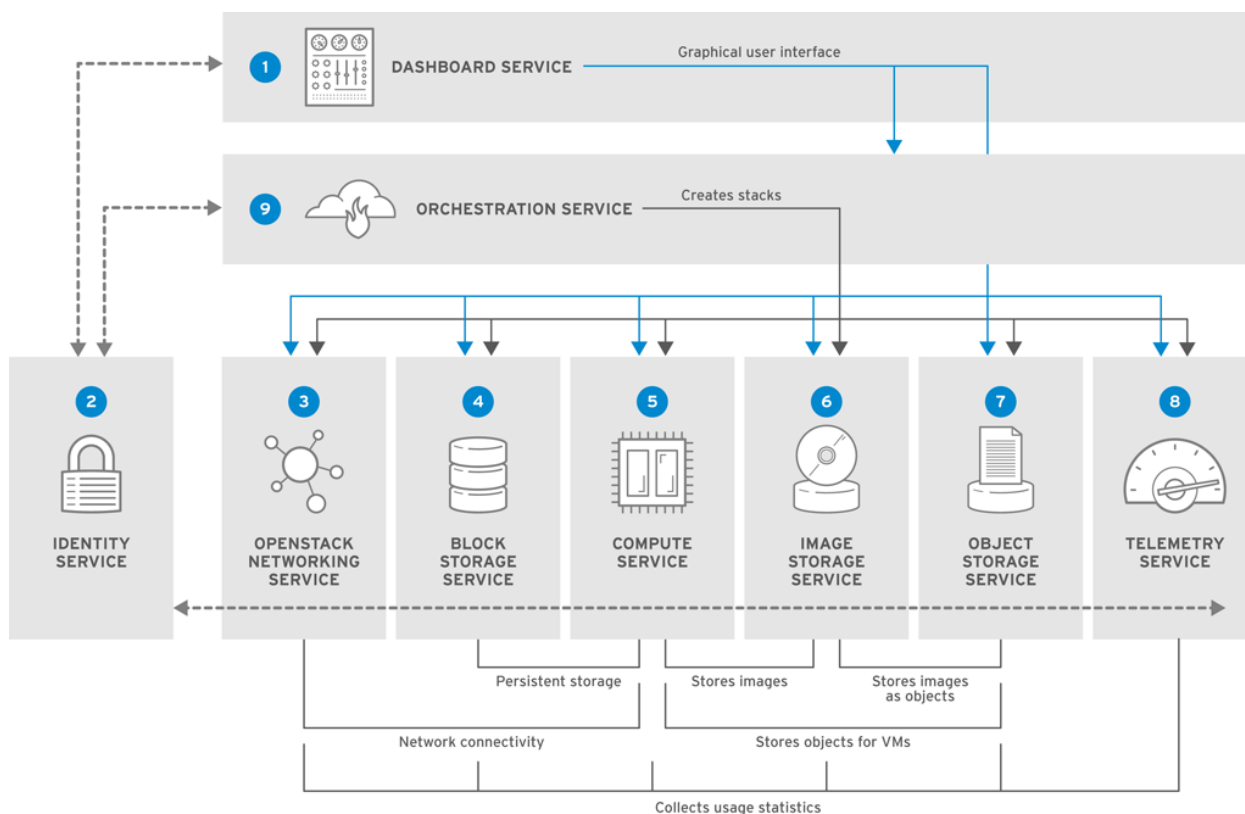 1
DASHBOARD SERVICE
Graphical user interface
9
ORCHESTRATION SERVICE
Creates stacks
2
IDENTITY
SERVICE
3
OPENSTACK
NETWORKING
SERVICE
4
BLOCK
STORAGE
SERVICE
5
COMPUTE
SERVICE
6
IMAGE
STORAGE
SERVICE
7
OBJECT
STORAGE
SERVICE
8
TELEMETRY
SERVICE
Persistent storage
Stores images
Stores images
as objects
Network connectivity
Stores objects for VMs
Collects usage statistics